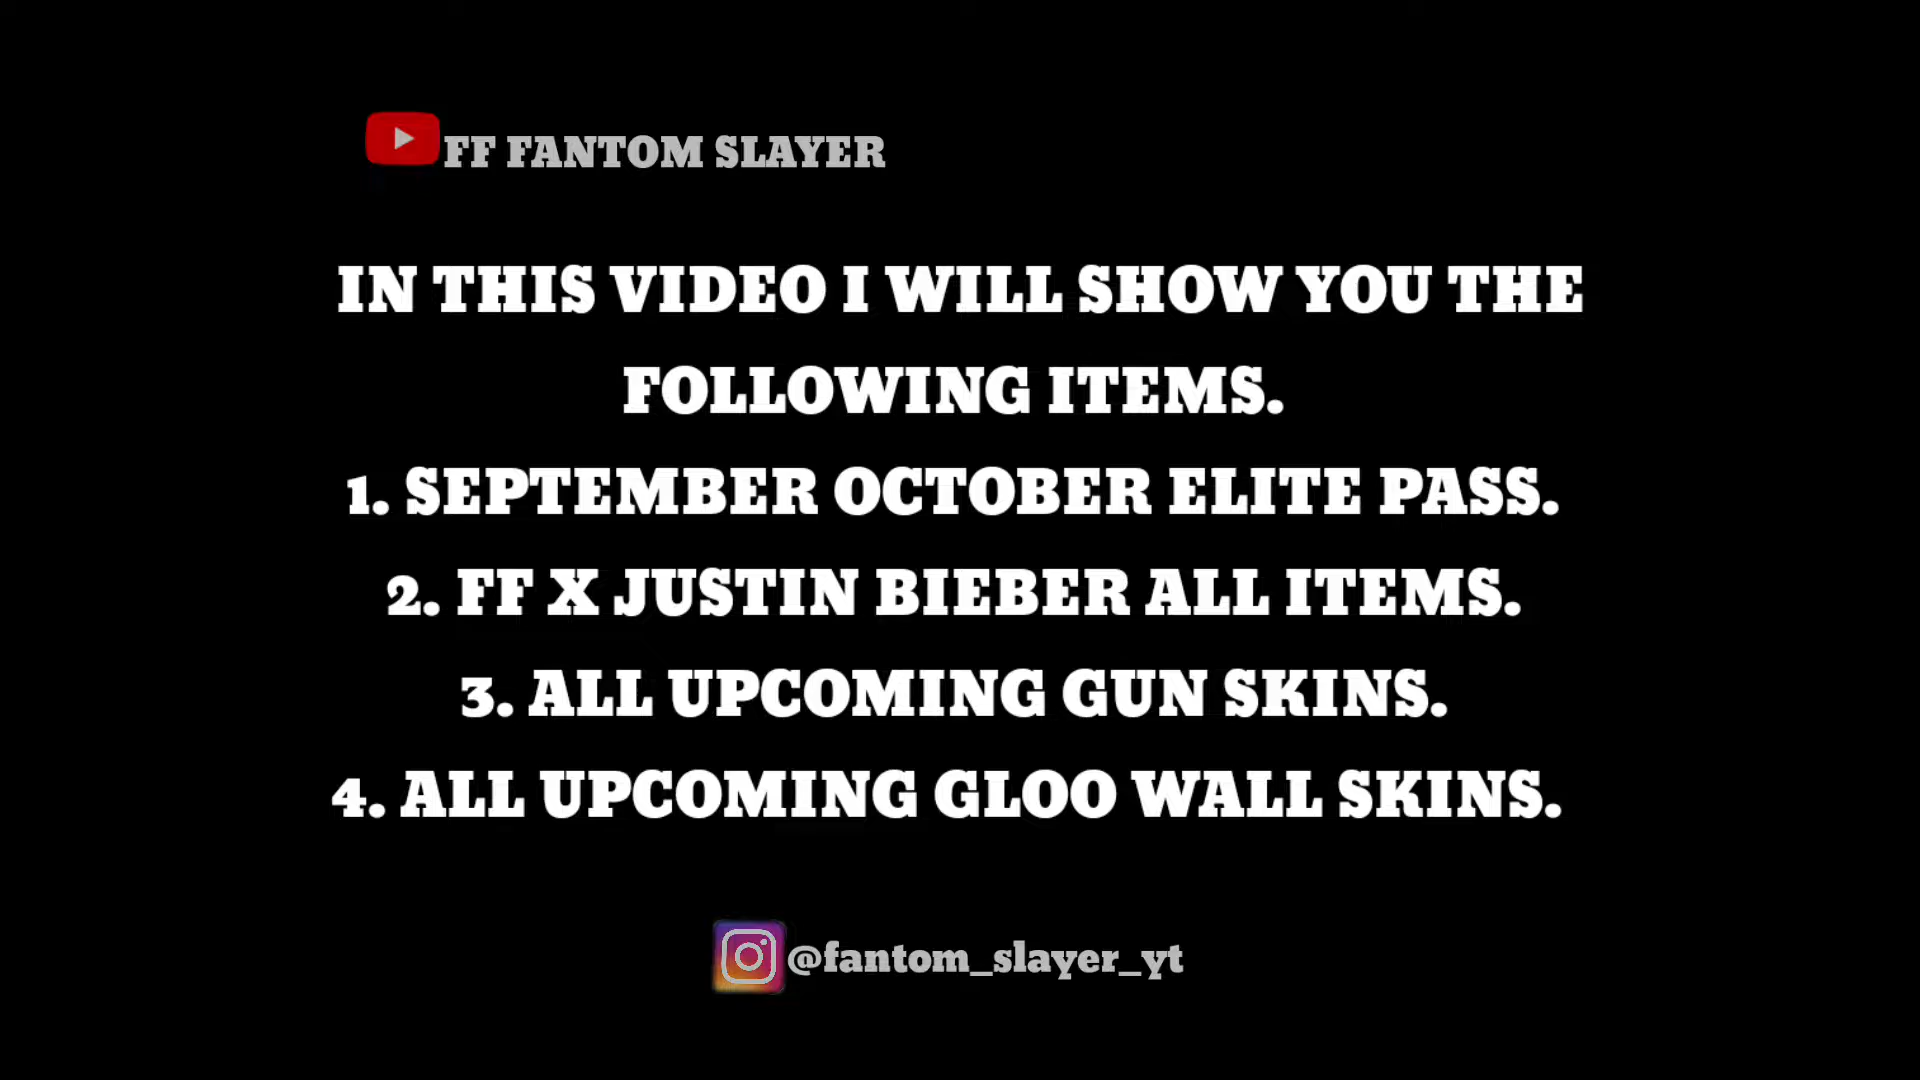 FF FANTOM SLAYER
IN THIS VIDEO I WILL SHOW YOU THE
FOLLOWING ITEMS.
1. SEPTEMBER OCTOBER ELITE PASS.
2. FF X JUSTIN BIEBER ALL ITEMS.
3. ALL UPCOMING GUN SKINS.
4. ALL UPCOMING GLOO WALL SKINS.
@fantom_slayer_yt